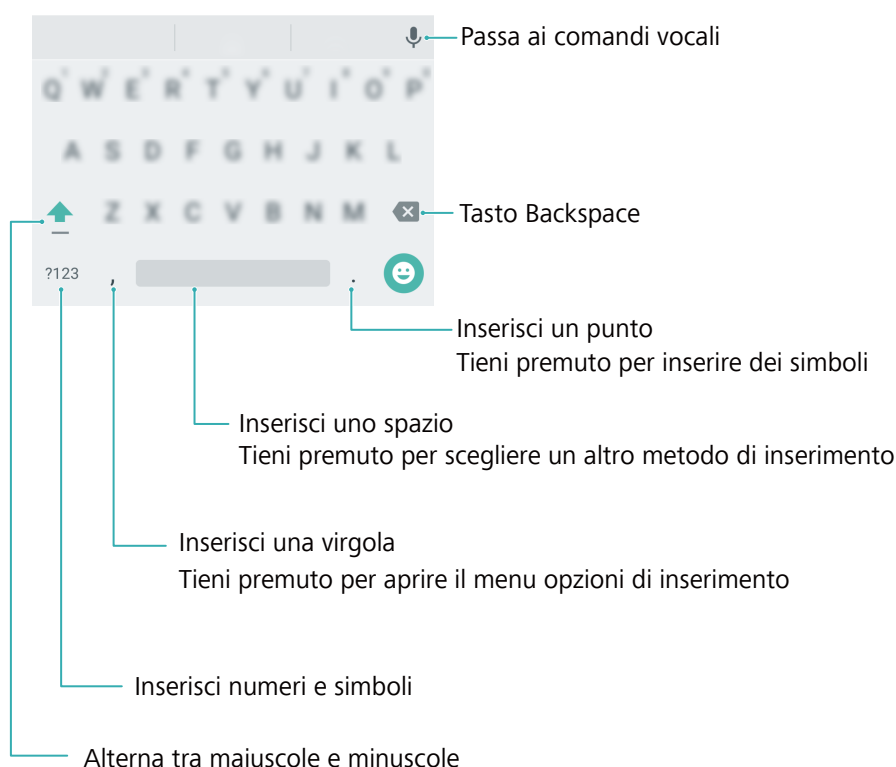 Passa ai comandi vocali
Q W E R T Y U I O P
A S D F G H J K L
Z X C V B N M
Tasto Backspace
?123 , .
Inserisci un punto
Tieni premuto per inserire dei simboli
Inserisci uno spazio
Tieni premuto per scegliere un altro metodo di inserimento
Inserisci una virgola
Tieni premuto per aprire il menu opzioni di inserimento
Inserisci numeri e simboli
Alterna tra maiuscole e minuscole